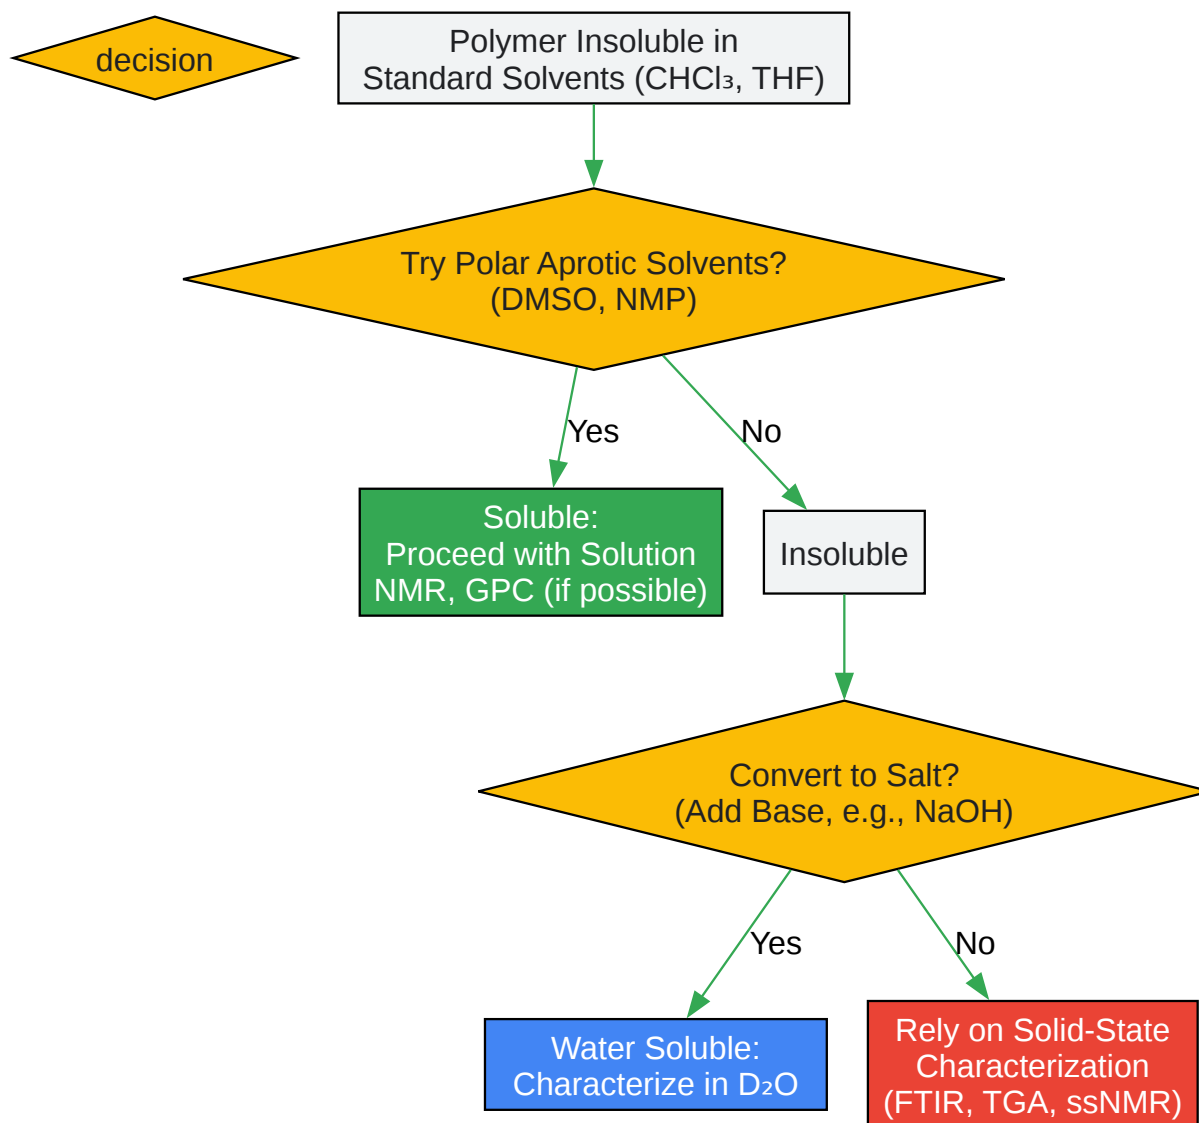 decision
Polymer Insoluble in
Standard Solvents (CHCl₃, THF)
Try Polar Aprotic Solvents?
(DMSO, NMP)
Yes
No
Soluble:
Proceed with Solution
NMR, GPC (if possible)
Insoluble
Convert to Salt?
(Add Base, e.g., NaOH)
Yes
No
Water Soluble:
Characterize in D₂O
Rely on Solid-State
Characterization
(FTIR, TGA, ssNMR)